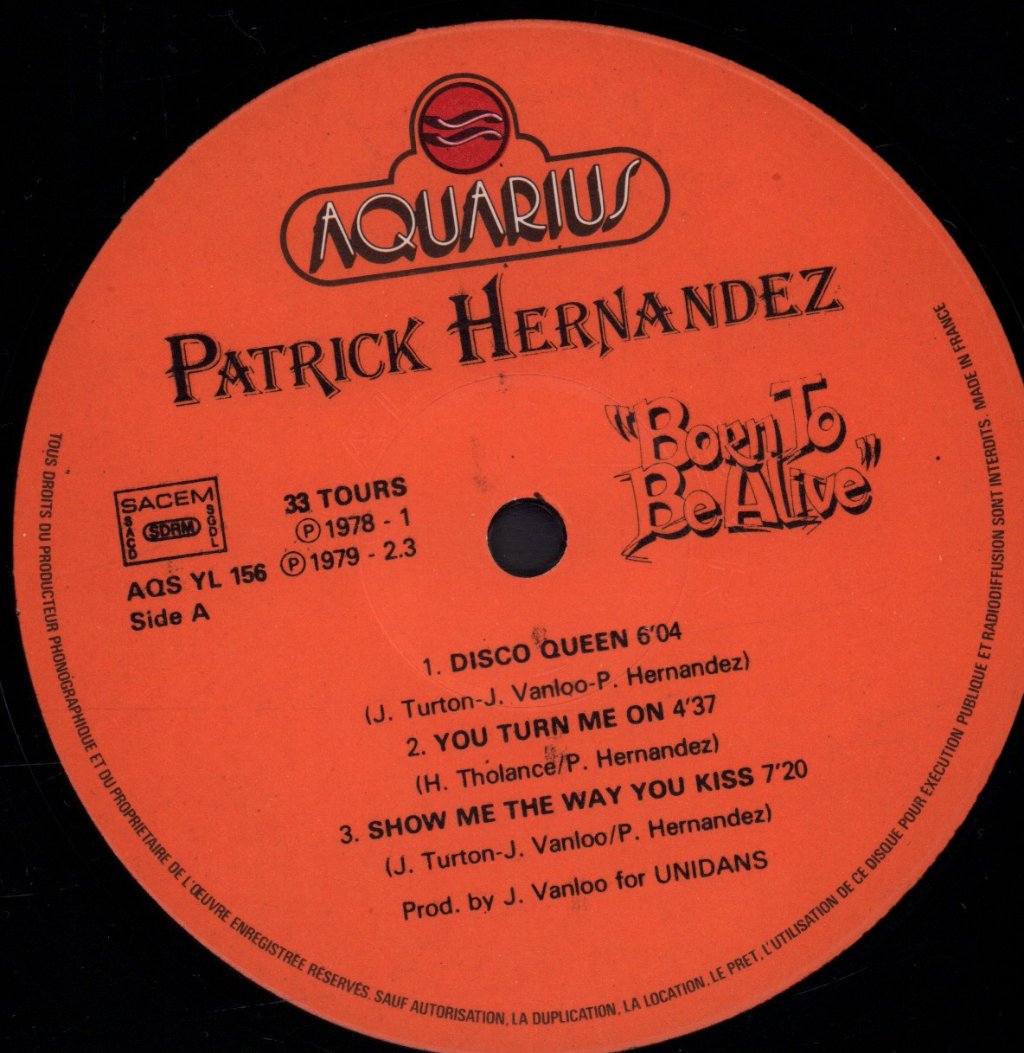 AQUARIUS
PATRICK HERNANDEZ
"BORN TO
BE ALIVE"
SACEM
SACD
SDRM
SGDL
33 TOURS
Ⓟ 1978 - 1
AQS YL 156 Ⓟ 1979 - 2.3
Side A
1. DISCO QUEEN 6'04
(J. Turton-J. Vanloo-P. Hernandez)
2. YOU TURN ME ON 4'37
(H. Tholance/P. Hernandez)
3. SHOW ME THE WAY YOU KISS 7'20
(J. Turton-J. Vanloo/P. Hernandez)
Prod. by J. Vanloo for UNIDANS
TOUS DROITS DU PRODUCTEUR PHONOGRAPHIQUE ET DU PROPRIETAIRE DE L'ŒUVRE ENREGISTRÉE RÉSERVÉS. SAUF AUTORISATION, LA DUPLICATION, LA LOCATION, LE PRET, L'UTILISATION DE CE DISQUE POUR EXÉCUTION PUBLIQUE ET RADIODIFFUSION SONT INTERDITS. MADE IN FRANCE